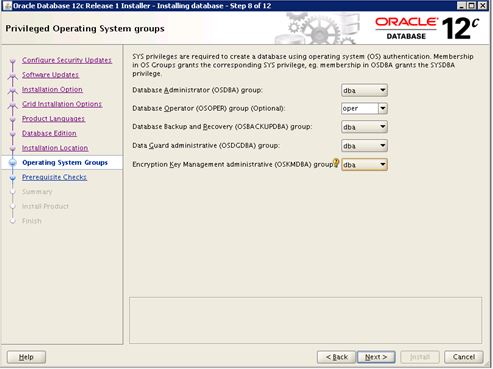 Oracle Database 12c Release 1 Installer - Installing database - Step 8 of 12
Privileged Operating System groups
ORACLE
DATABASE
12c
Configure Security Updates
Software Updates
Installation Option
Grid Installation Options
Product Languages
Database Edition
Installation Location
Operating System Groups
Prerequisite Checks
Summary
Install Product
Finish
SYS privileges are required to create a database using operating system (OS) authentication. Membership
in OS Groups grants the corresponding SYS privilege, eg. membership in OSDBA grants the SYSDBA
privilege.
Database Administrator (OSDBA) group: dba
Database Operator (OSOPER) group (Optional): oper
Database Backup and Recovery (OSBACKUPDBA) group: dba
Data Guard administrative (OSDGDBA) group: dba
Encryption Key Management administrative (OSKMDBA) group: dba
Help
< Back
Next >
Install
Cancel